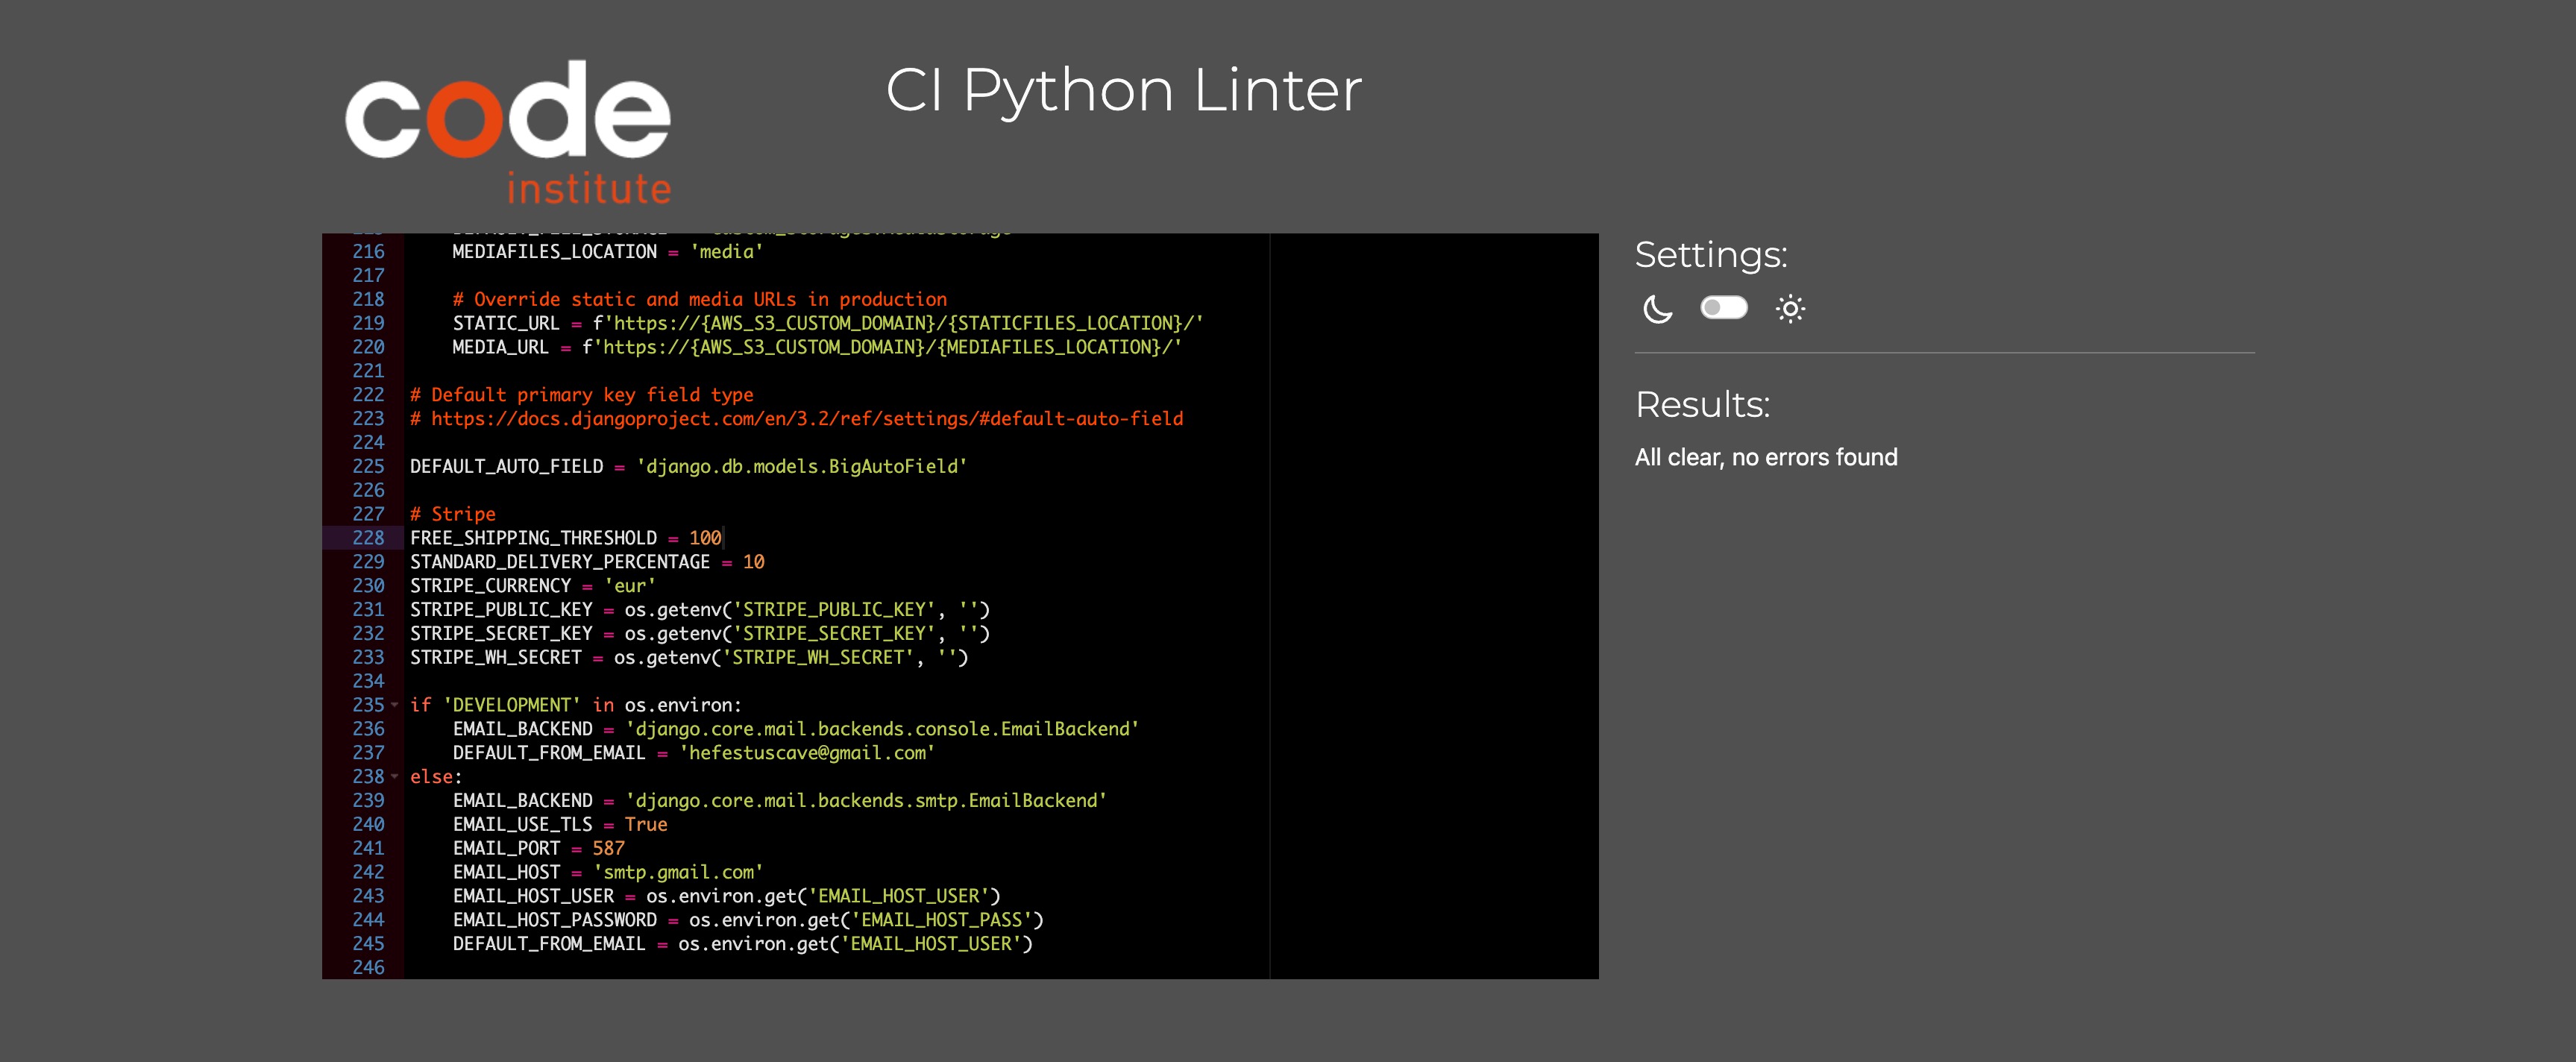 code
institute
CI Python Linter
216     MEDIAFILES_LOCATION = 'media'
217
218     # Override static and media URLs in production
219     STATIC_URL = f'https://{AWS_S3_CUSTOM_DOMAIN}/{STATICFILES_LOCATION}/'
220     MEDIA_URL = f'https://{AWS_S3_CUSTOM_DOMAIN}/{MEDIAFILES_LOCATION}/'
221
222 # Default primary key field type
223 # https://docs.djangoproject.com/en/3.2/ref/settings/#default-auto-field
224
225 DEFAULT_AUTO_FIELD = 'django.db.models.BigAutoField'
226
227 # Stripe
228 FREE_SHIPPING_THRESHOLD = 100
229 STANDARD_DELIVERY_PERCENTAGE = 10
230 STRIPE_CURRENCY = 'eur'
231 STRIPE_PUBLIC_KEY = os.getenv('STRIPE_PUBLIC_KEY', '')
232 STRIPE_SECRET_KEY = os.getenv('STRIPE_SECRET_KEY', '')
233 STRIPE_WH_SECRET = os.getenv('STRIPE_WH_SECRET', '')
234
235 if 'DEVELOPMENT' in os.environ:
236     EMAIL_BACKEND = 'django.core.mail.backends.console.EmailBackend'
237     DEFAULT_FROM_EMAIL = 'hefestuscave@gmail.com'
238 else:
239     EMAIL_BACKEND = 'django.core.mail.backends.smtp.EmailBackend'
240     EMAIL_USE_TLS = True
241     EMAIL_PORT = 587
242     EMAIL_HOST = 'smtp.gmail.com'
243     EMAIL_HOST_USER = os.environ.get('EMAIL_HOST_USER')
244     EMAIL_HOST_PASSWORD = os.environ.get('EMAIL_HOST_PASS')
245     DEFAULT_FROM_EMAIL = os.environ.get('EMAIL_HOST_USER')
246
Settings:
Results:
All clear, no errors found